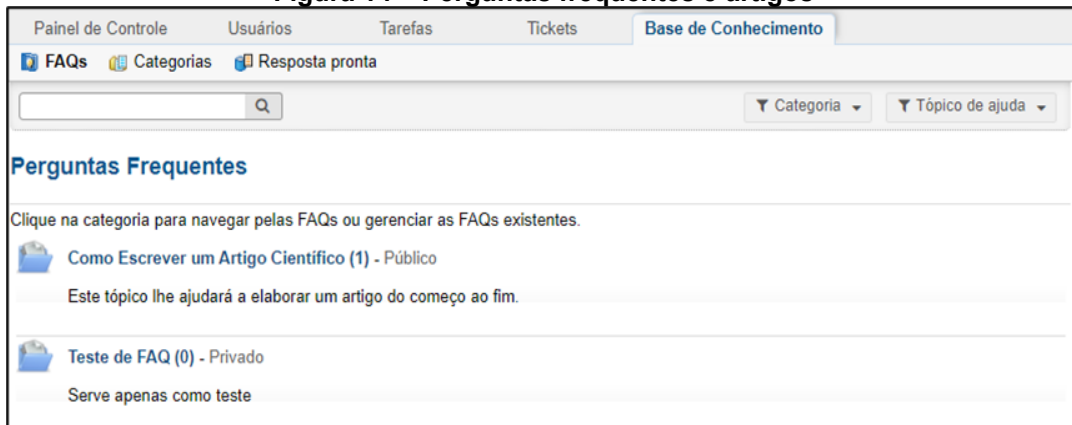 Painel de Controle Usuários Tarefas Tickets Base de Conhecimento
FAQs Categorias Resposta pronta
Categoria Tópico de ajuda
Perguntas Frequentes
Clique na categoria para navegar pelas FAQs ou gerenciar as FAQs existentes.
Como Escrever um Artigo Científico (1) - Público
Este tópico lhe ajudará a elaborar um artigo do começo ao fim.
Teste de FAQ (0) - Privado
Serve apenas como teste